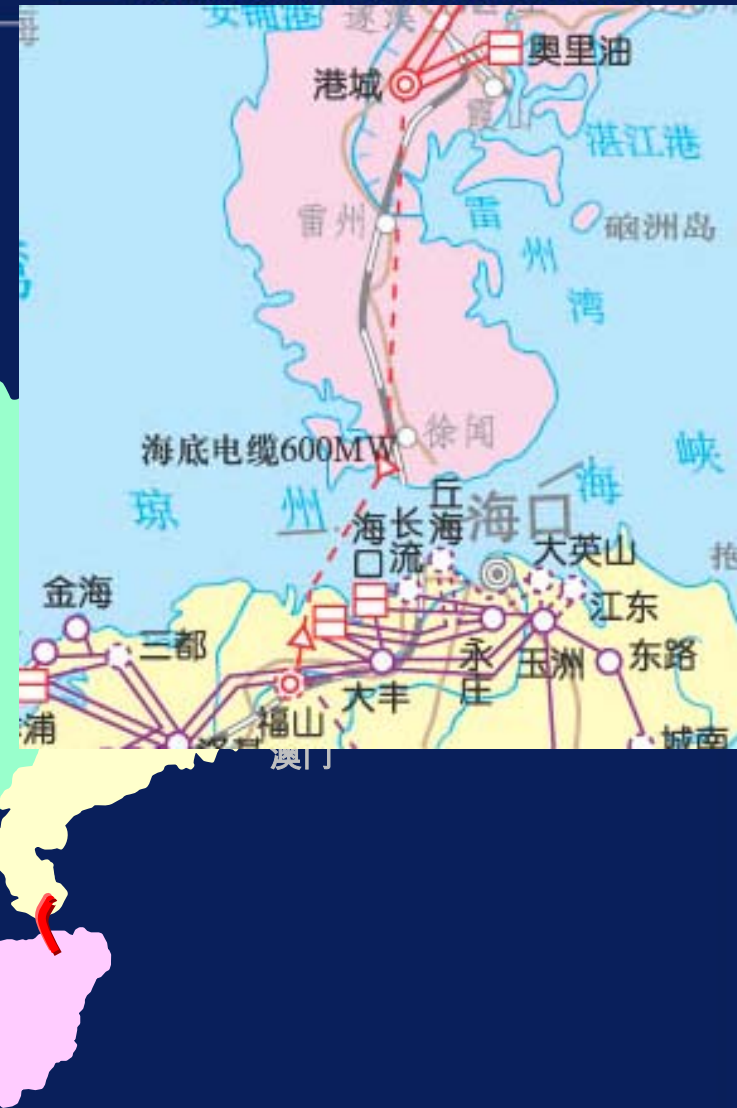 奥里油
港城
霞山
湛江港
雷州
雷
州
湾
硇洲岛
徐闻
海底电缆600MW
琼
州
海
峡
海口
丘
海
长
流
海
口
大英山
金海
江东
三都
永
庄
玉洲
东路
大丰
福山
城南
澳门